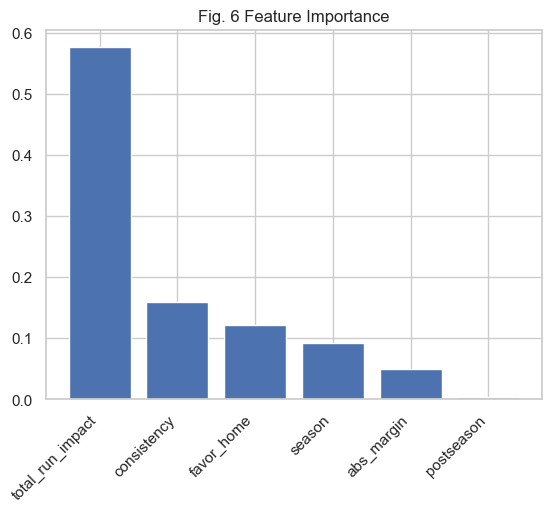 Fig. 6 Feature Importance
0.6
0.5
0.4
0.3
0.2
0.1
0.0
total_run_impact
consistency
favor_home
season
abs_margin
postseason